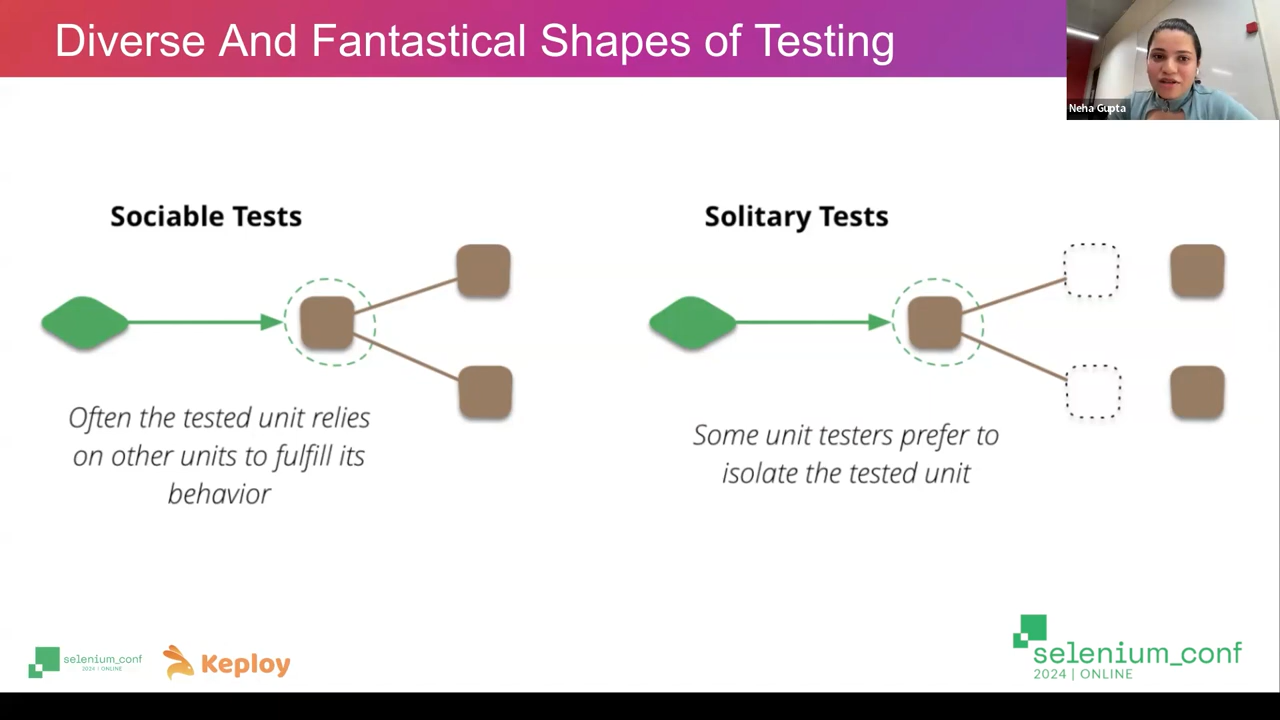 Diverse And Fantastical Shapes of Testing
Neha Gupta
Sociable Tests
Often the tested unit relies
on other units to fulfill its
behavior
Solitary Tests
Some unit testers prefer to
isolate the tested unit
selenium_conf
2024 | ONLINE
Keploy
selenium_conf
2024 | ONLINE